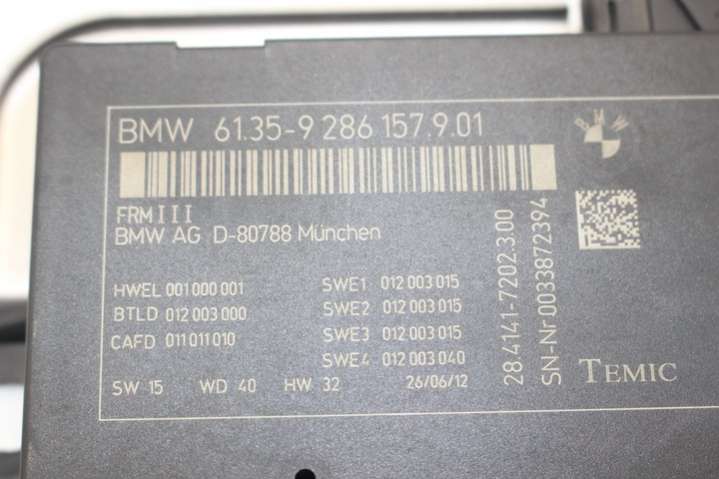 BMW 61.35-9 286 157.9.01
BMW
FRMIII
BMW AG D-80788 München
HWEL 001 000 001
BTLD 012 003 000
CAFD 011 011 010
SWE1 012 003 015
SWE2 012 003 015
SWE3 012 003 015
SWE4 012 003 040
SW 15 WD 40 HW 32 26/06/12
28.4141-7202.3.00
SN-Nr 0033872394
TEMIC